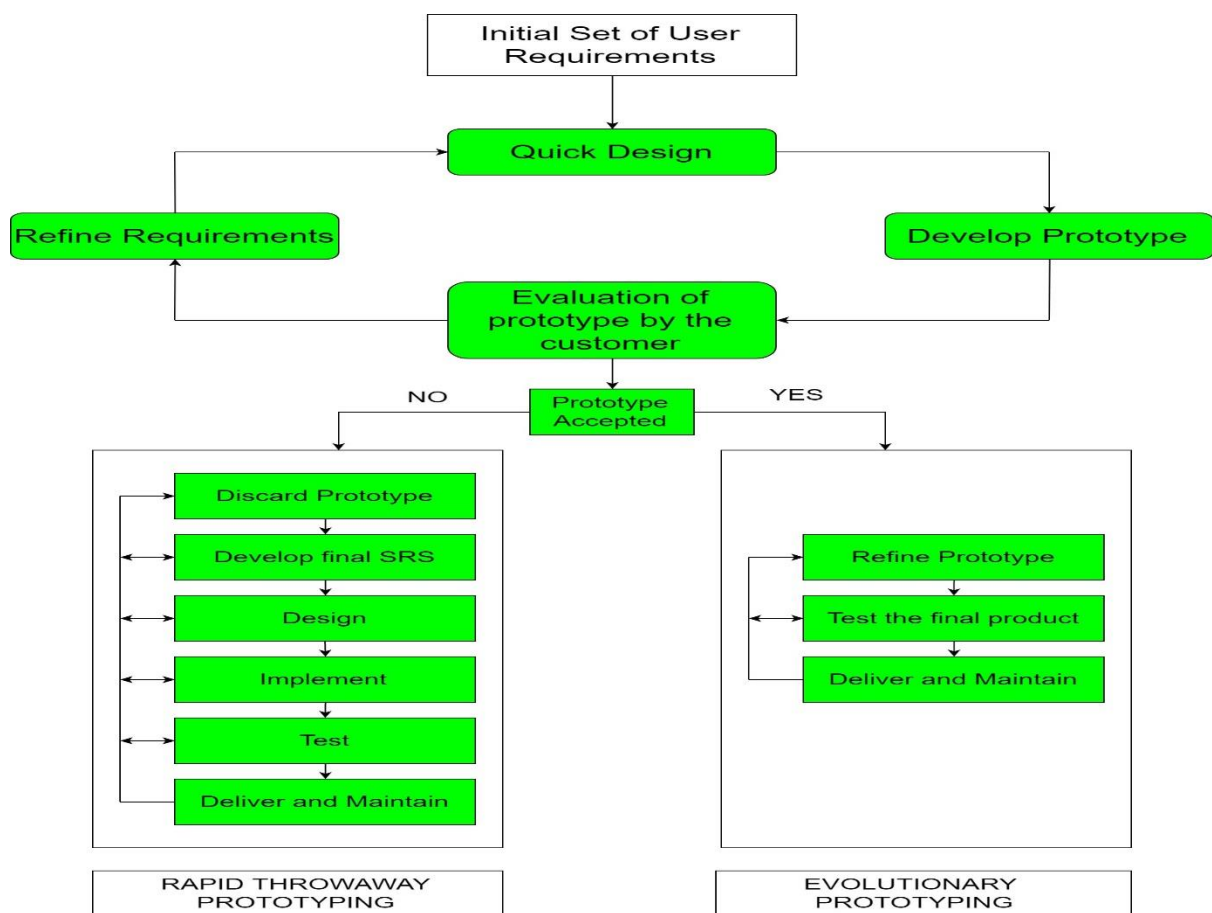 Initial Set of User
Requirements
Quick Design
Refine Requirements
Develop Prototype
Evaluation of
prototype by the
customer
NO
Prototype
Accepted
YES
Discard Prototype
Develop final SRS
Design
Implement
Test
Deliver and Maintain
Refine Prototype
Test the final product
Deliver and Maintain
RAPID THROWAWAY
PROTOTYPING
EVOLUTIONARY
PROTOTYPING